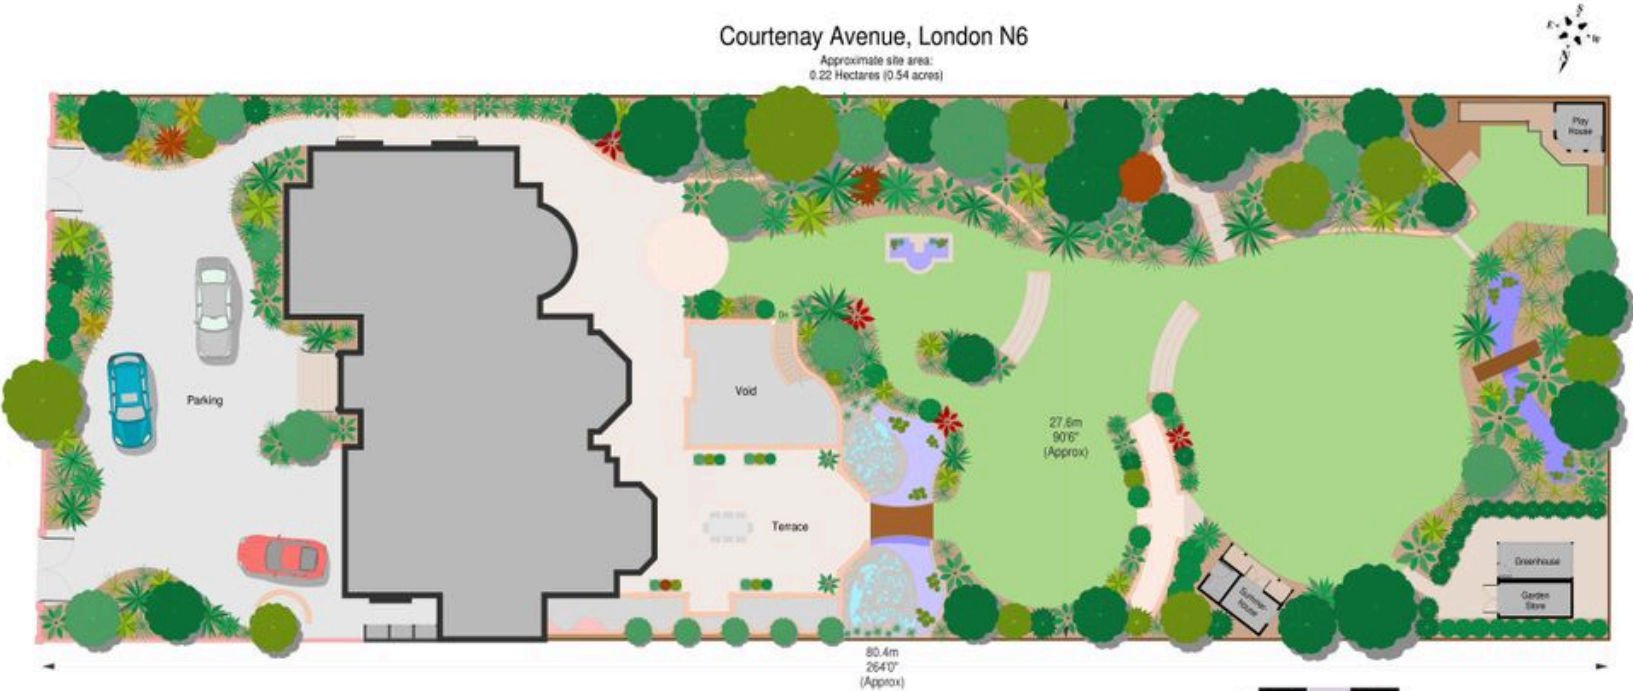 Courtenay Avenue, London N6
Approximate site area:
0.22 Hectares (0.54 acres)
S
E
W
N
Play
House
DN
Void
Parking
27.6m
90'6"
(Approx)
Terrace
Greenhouse
Garden
Store
Summer-
house
80.4m
264'0"
(Approx)